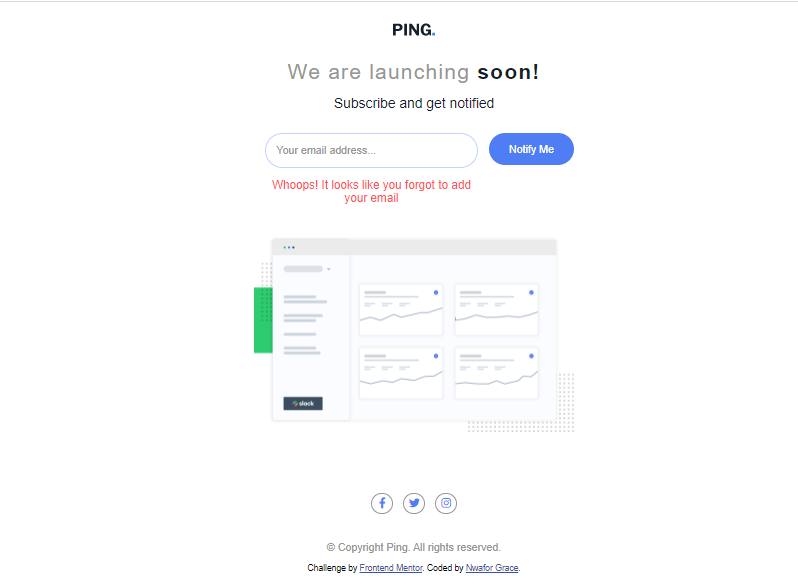 PING.
We are launching soon!
Subscribe and get notified
Your email address...
Notify Me
Whoops! It looks like you forgot to add
your email
slack
© Copyright Ping. All rights reserved.
Challenge by Frontend Mentor. Coded by Nwafor Grace.